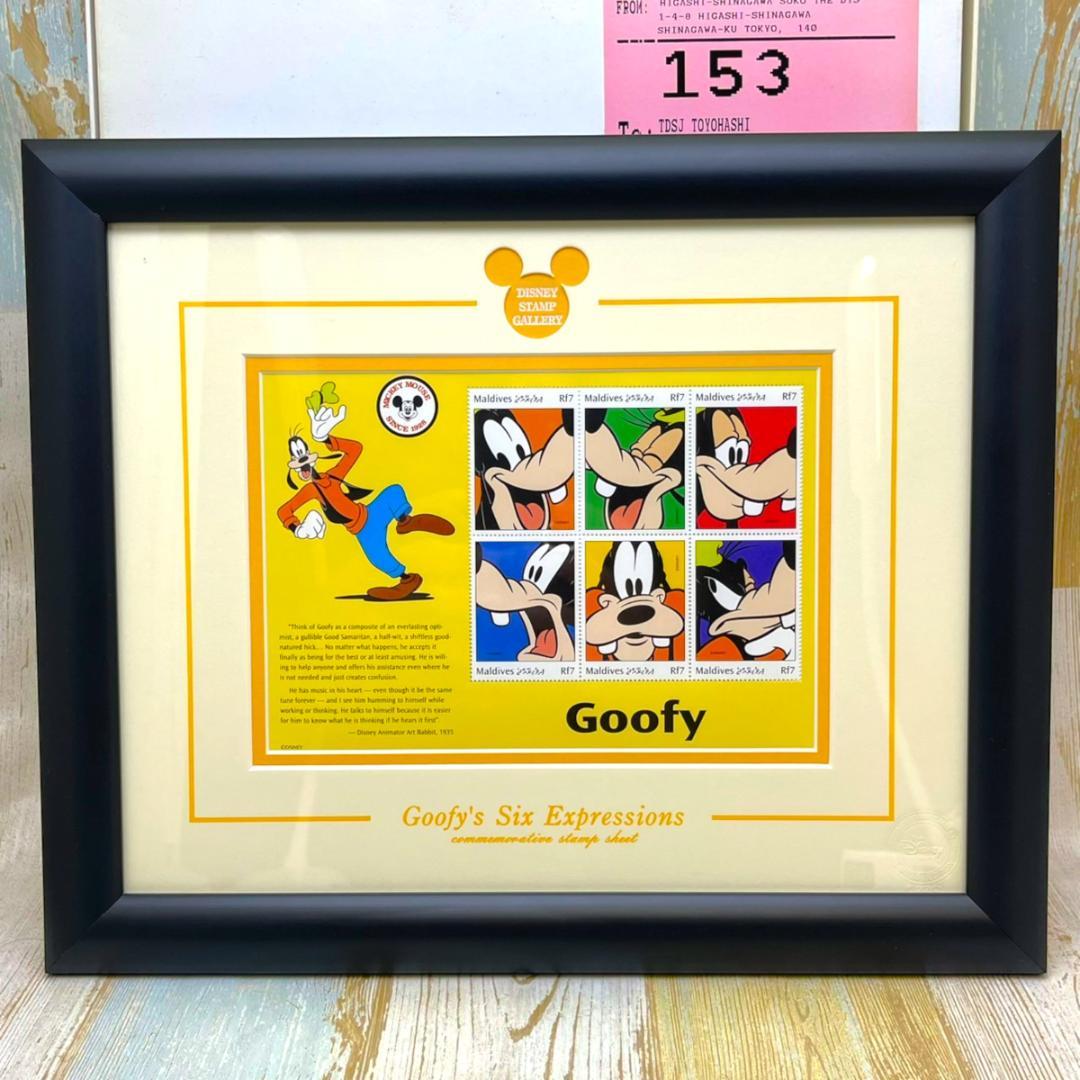 FROM: HIGASHI-SHINAGAWA SOKO THE DIS
1-4-8 HIGASHI-SHINAGAWA
SHINAGAWA-KU TOKYO, 140
153
To: TDSJ TOYOHASHI
DISNEY
STAMP
GALLERY
MICKEY MOUSE
SINCE 1928
Maldives Rf7
Maldives Rf7
Maldives Rf7
Maldives Rf7
Maldives Rf7
Maldives Rf7
"Think of Goofy as a composite of an everlasting opti-
mist, a gullible Good Samaritan, a half-wit, a shiftless good-
natured hick... No matter what happens, he accepts it
finally as being for the best or at least amusing. He is will-
ing to help anyone and offers his assistance even where he
is not needed and just creates confusion.
He has music in his heart — even though it be the same
tune forever — and I see him humming to himself while
working or thinking. He talks to himself because it is easier
for him to know what he is thinking if he hears it first".
— Disney Animator Art Babbit, 1935
©DISNEY
Goofy
Goofy's Six Expressions
commemorative stamp sheet